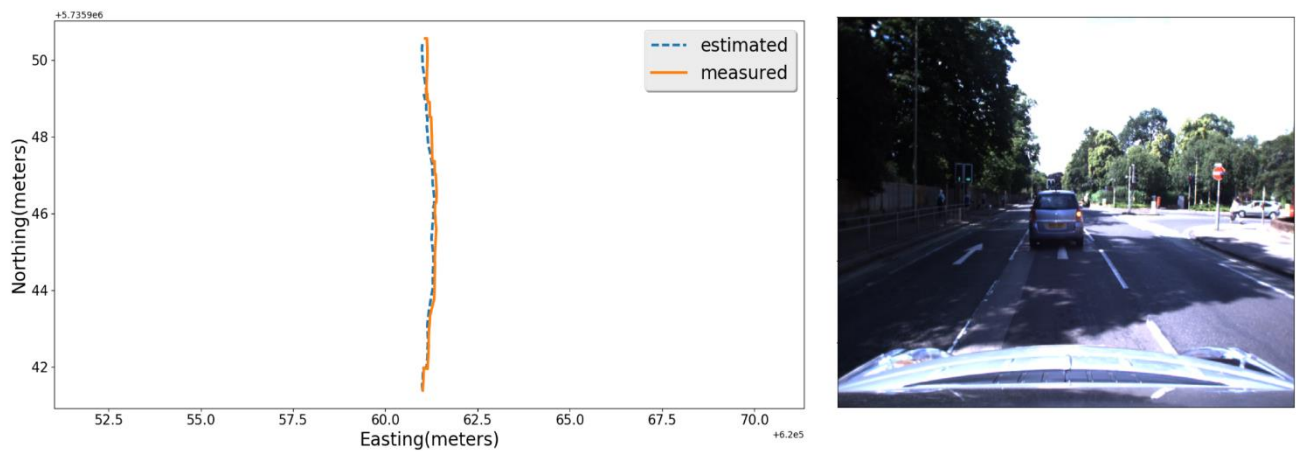 +5.7359e6
estimated
measured
50
48
46
44
42
Northing(meters)
52.5 55.0 57.5 60.0 62.5 65.0 67.5 70.0
Easting(meters)
+6.2e5